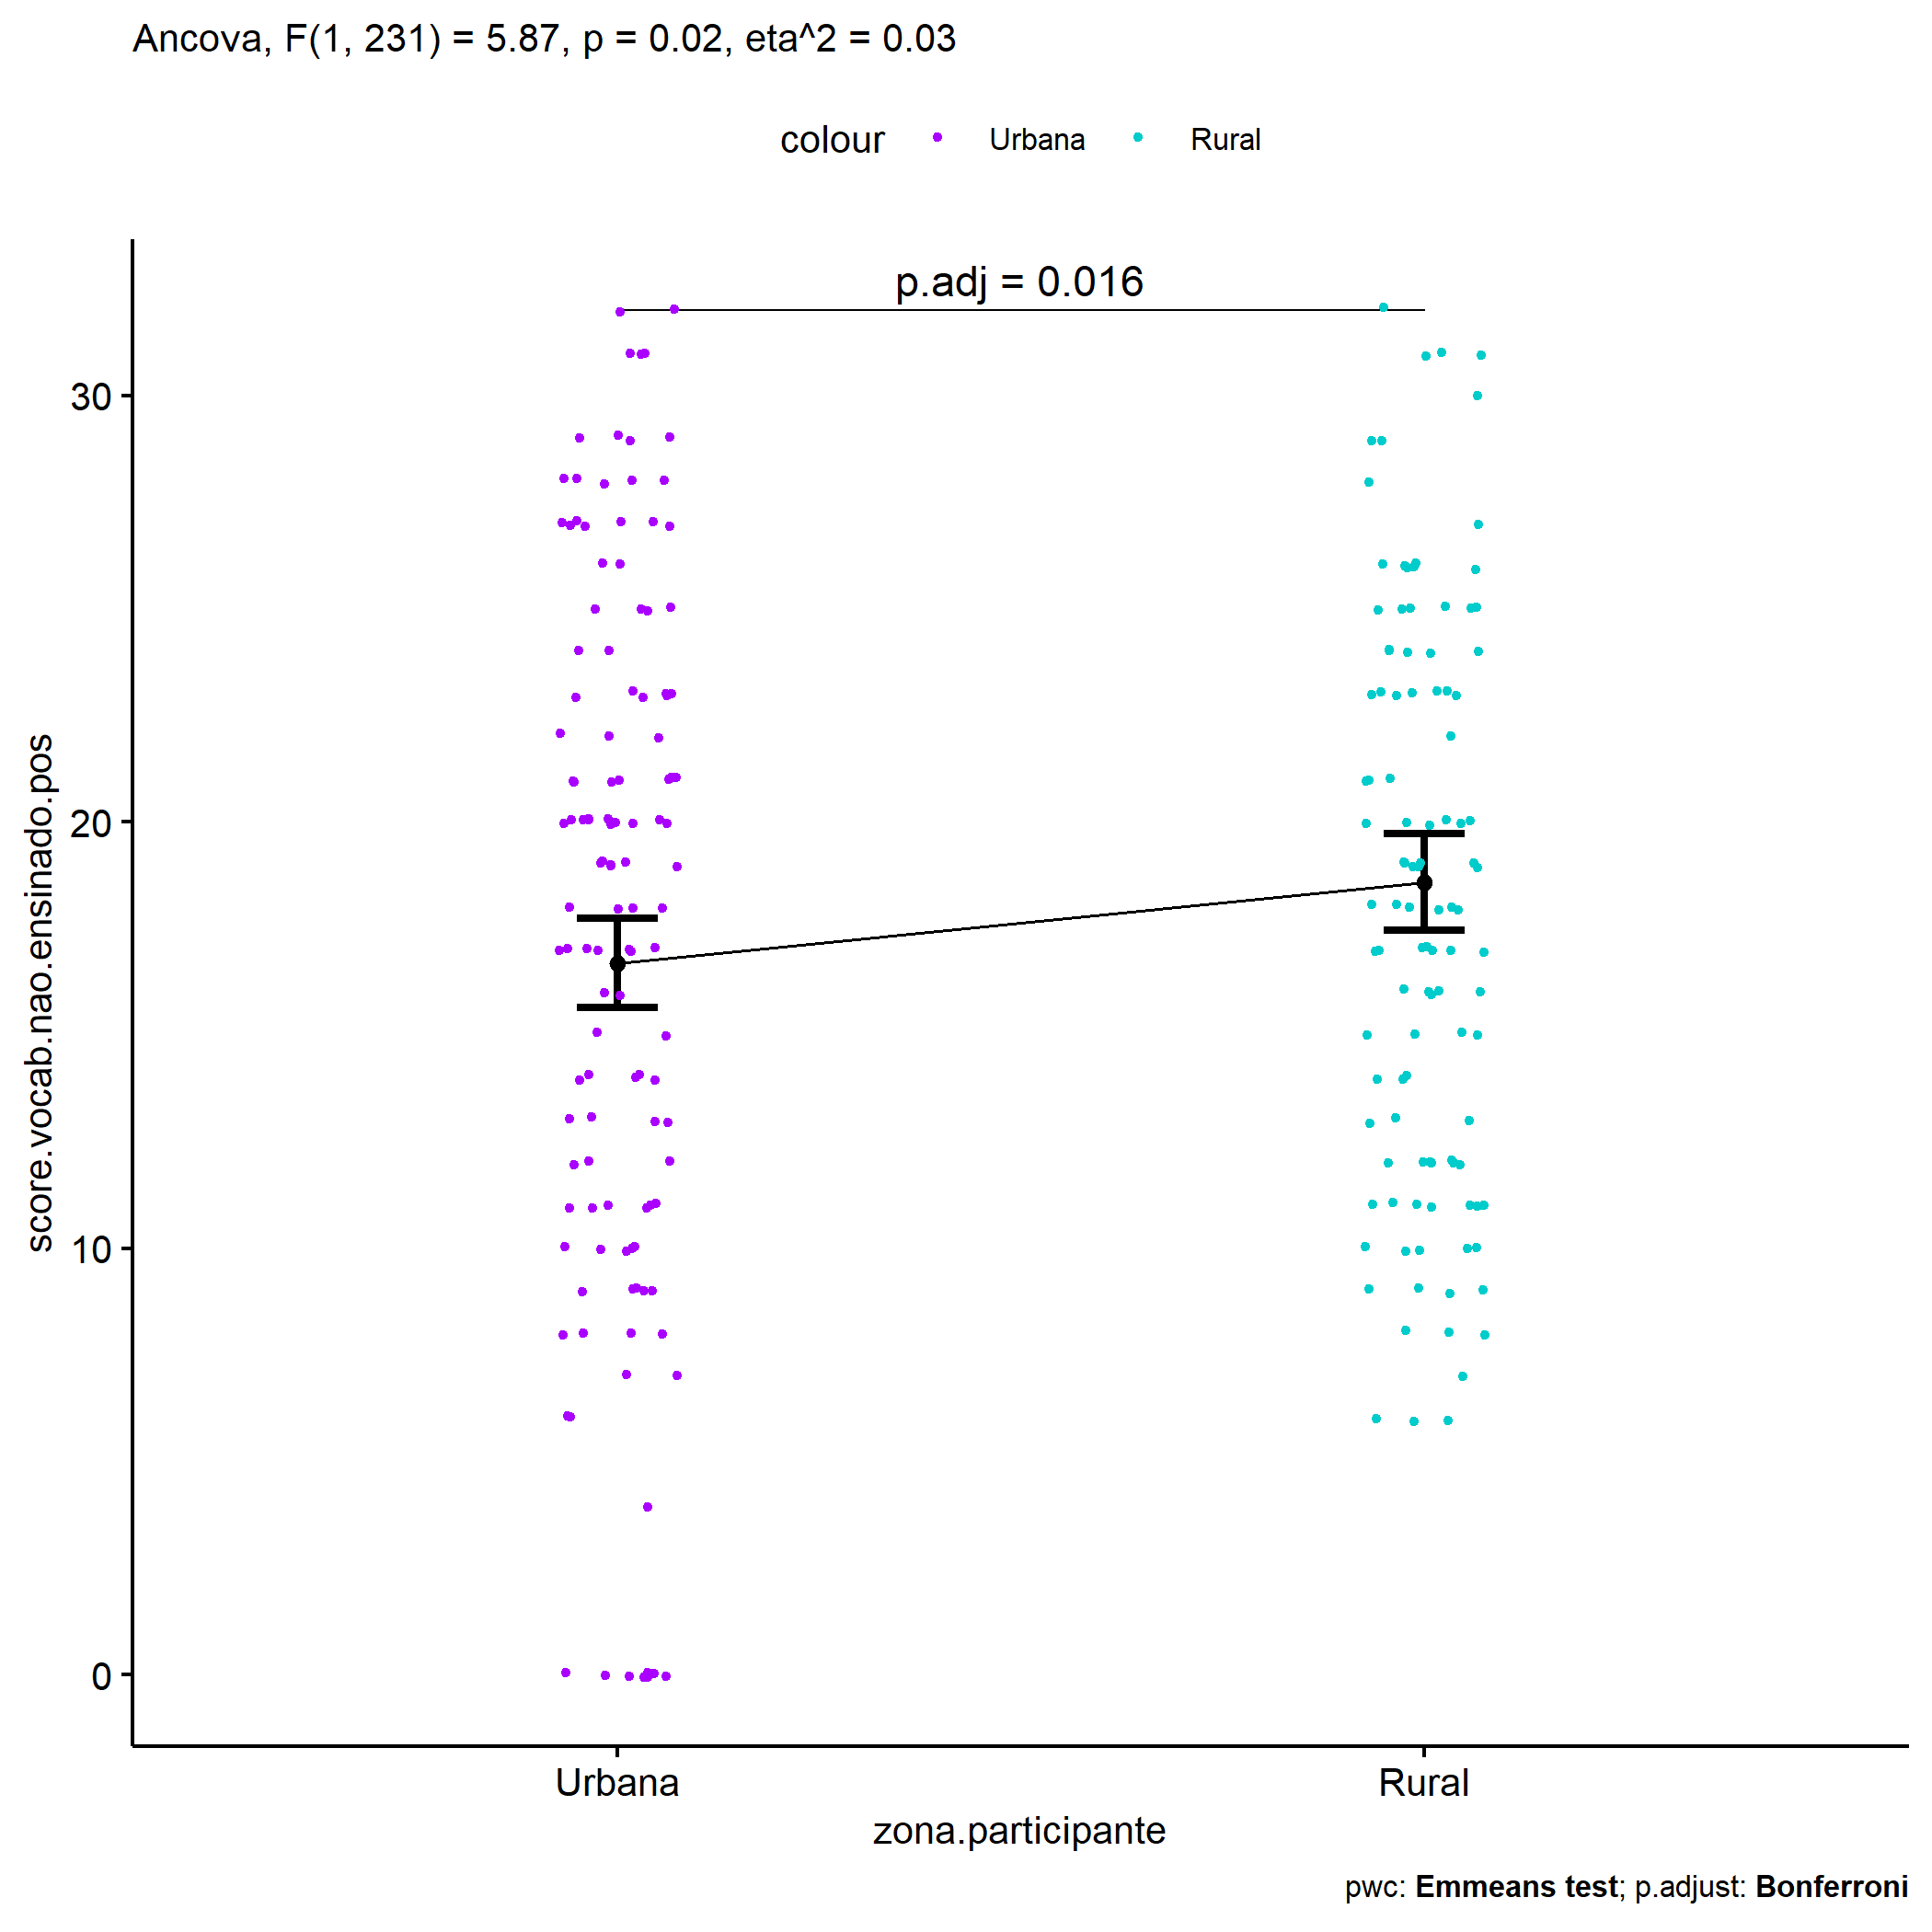 Ancova, F(1, 231) = 5.87, p = 0.02, eta^2 = 0.03
colour Urbana Rural
p.adj = 0.016
30
20
10
0
score.vocab.nao.ensinado.pos
Urbana Rural
zona.participante
pwc: Emmeans test; p.adjust: Bonferroni